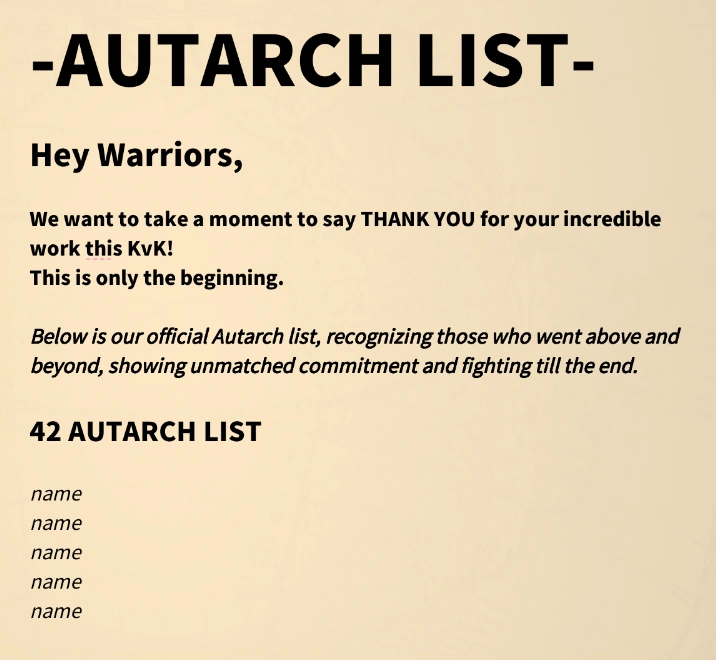 -AUTARCH LIST-
Hey Warriors,
We want to take a moment to say THANK YOU for your incredible
work this KvK!
This is only the beginning.
Below is our official Autarch list, recognizing those who went above and
beyond, showing unmatched commitment and fighting till the end.
42 AUTARCH LIST
name
name
name
name
name